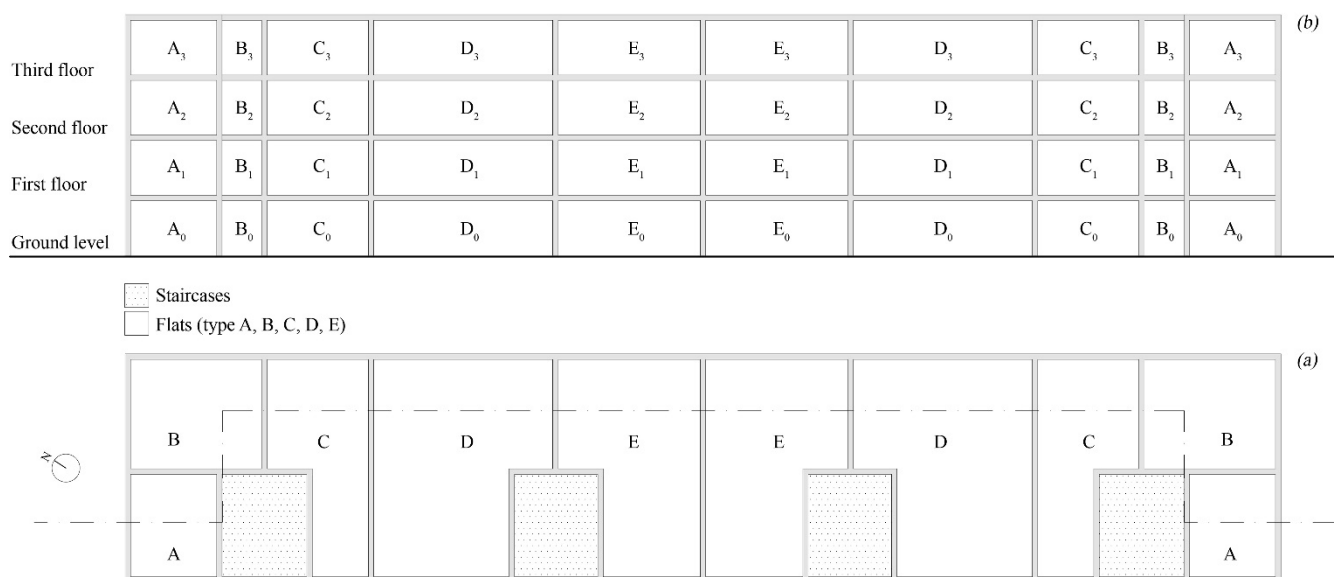 (b)
Third floor A₃ B₃ C₃ D₃ E₃ E₃ D₃ C₃ B₃ A₃
Second floor A₂ B₂ C₂ D₂ E₂ E₂ D₂ C₂ B₂ A₂
First floor A₁ B₁ C₁ D₁ E₁ E₁ D₁ C₁ B₁ A₁
Ground level A₀ B₀ C₀ D₀ E₀ E₀ D₀ C₀ B₀ A₀
Staircases
Flats (type A, B, C, D, E)
(a)
B C D E E D C B
N
A A